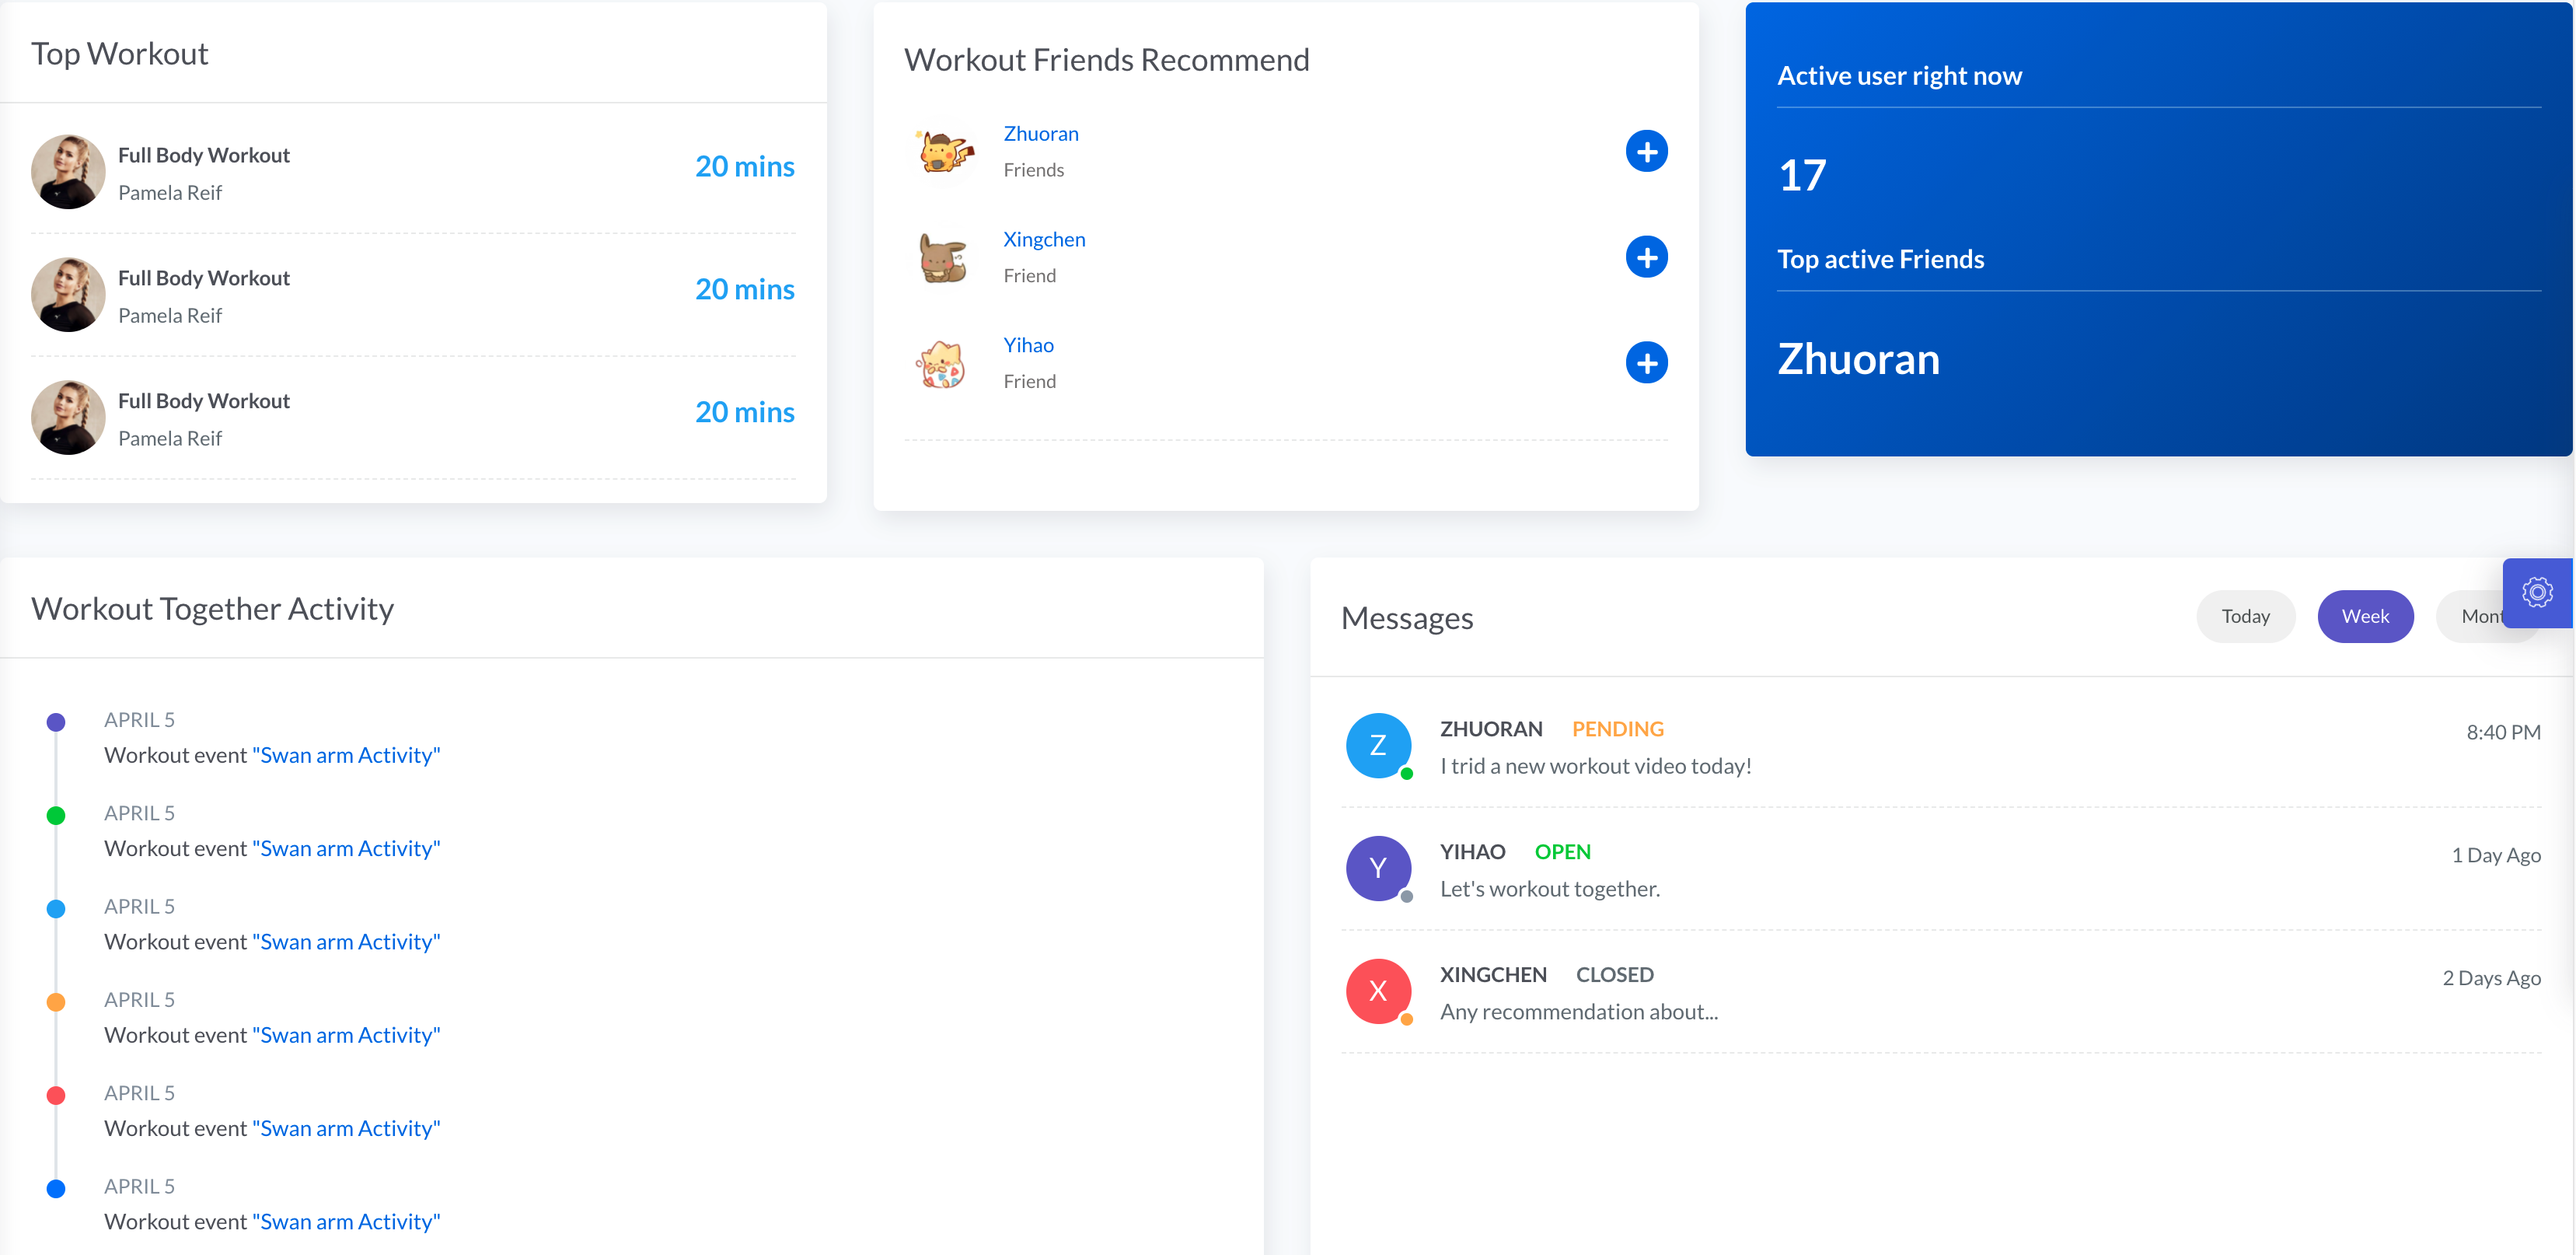 Top Workout
Full Body Workout
Pamela Reif
20 mins
Full Body Workout
Pamela Reif
20 mins
Full Body Workout
Pamela Reif
20 mins
Workout Friends Recommend
Zhuoran
Friends
Xingchen
Friend
Yihao
Friend
Active user right now
17
Top active Friends
Zhuoran
Workout Together Activity
APRIL 5
Workout event "Swan arm Activity"
APRIL 5
Workout event "Swan arm Activity"
APRIL 5
Workout event "Swan arm Activity"
APRIL 5
Workout event "Swan arm Activity"
APRIL 5
Workout event "Swan arm Activity"
APRIL 5
Workout event "Swan arm Activity"
Messages
Today Week Mont
Z
ZHUORAN PENDING
8:40 PM
I trid a new workout video today!
Y
YIHAO OPEN
1 Day Ago
Let's workout together.
X
XINGCHEN CLOSED
2 Days Ago
Any recommendation about...